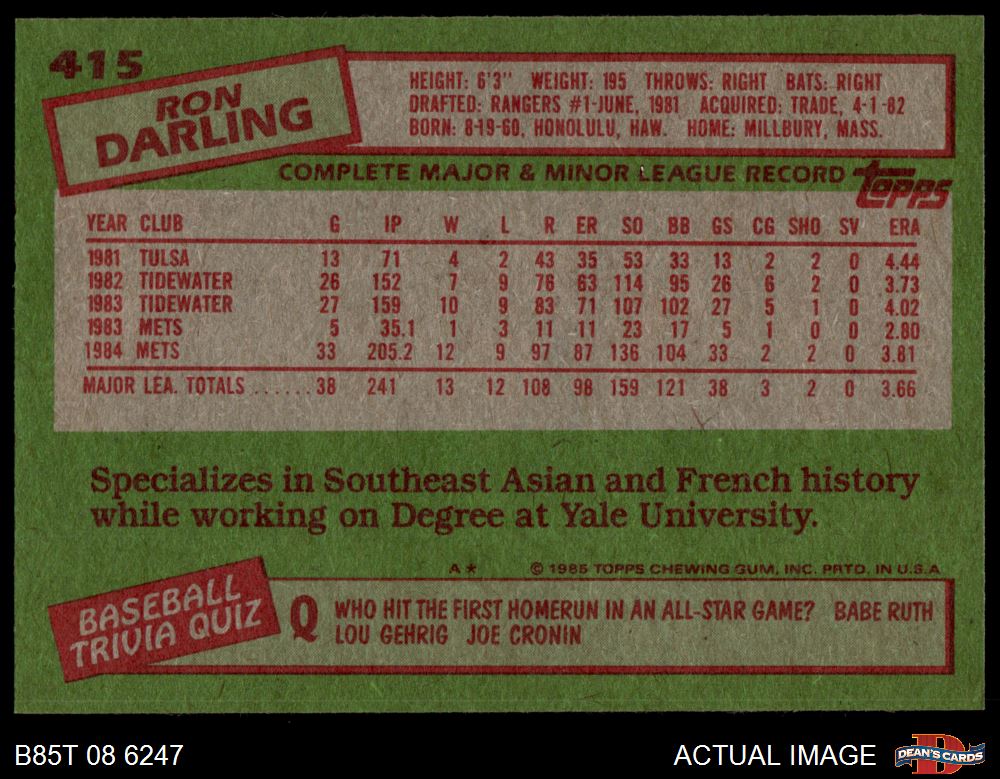 415
RON
DARLING
HEIGHT: 6'3" WEIGHT: 195 THROWS: RIGHT BATS: RIGHT
DRAFTED: RANGERS #1-JUNE, 1981 ACQUIRED: TRADE, 4-1-82
BORN: 8-19-60, HONOLULU, HAW. HOME: MILLBURY, MASS.
COMPLETE MAJOR & MINOR LEAGUE RECORD topps
YEAR CLUB G IP W L R ER SO BB GS CG SHO SV ERA
1981 TULSA 13 71 4 2 43 35 53 33 13 2 2 0 4.44
1982 TIDEWATER 26 152 7 9 76 63 114 95 26 6 2 0 3.73
1983 TIDEWATER 27 159 10 9 83 71 107 102 27 5 1 0 4.02
1983 METS 5 35.1 1 3 11 11 23 17 5 1 0 0 2.80
1984 METS 33 205.2 12 9 97 87 136 104 33 2 2 0 3.81
MAJOR LEA. TOTALS ...... 38 241 13 12 108 98 159 121 38 3 2 0 3.66
Specializes in Southeast Asian and French history
while working on Degree at Yale University.
A* © 1985 TOPPS CHEWING GUM, INC. PRTD. IN U.S.A
BASEBALL
TRIVIA QUIZ
Q WHO HIT THE FIRST HOMERUN IN AN ALL-STAR GAME? BABE RUTH
LOU GEHRIG JOE CRONIN
B85T 08 6247 ACTUAL IMAGE DEAN'S CARDS